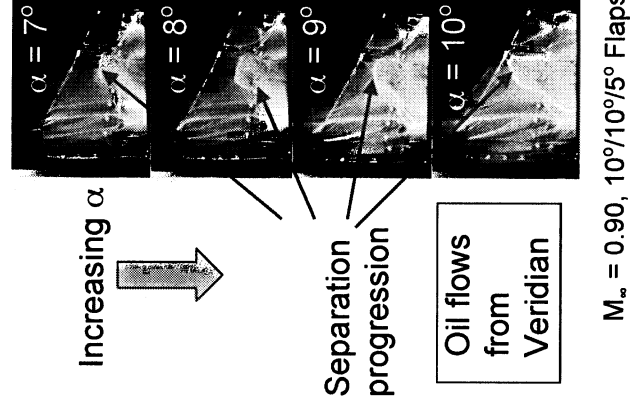 α = 7°
Increasing α
α = 8°
α = 9°
Separation
progression
α = 10°
Oil flows
from
Veridian
M∞ = 0.90, 10°/10°/5° Flaps